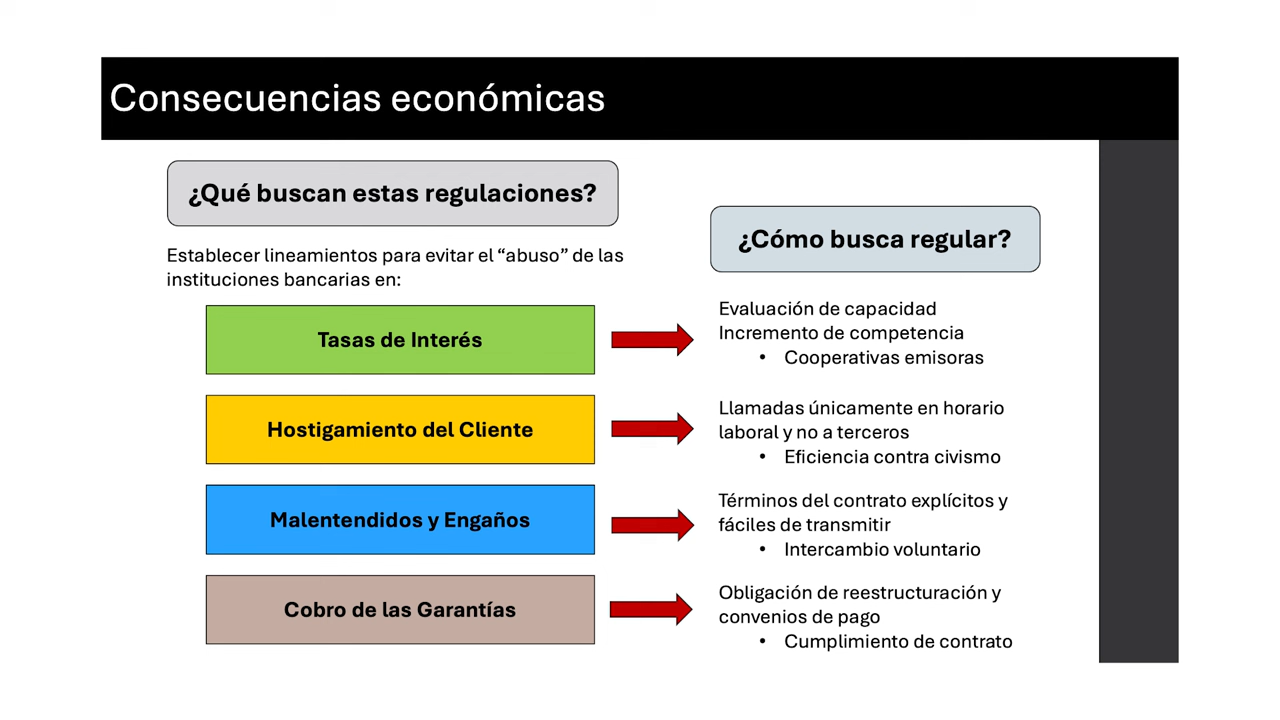 Consecuencias económicas
¿Qué buscan estas regulaciones?
Establecer lineamientos para evitar el “abuso” de las
instituciones bancarias en:
¿Cómo busca regular?
Tasas de Interés
Evaluación de capacidad
Incremento de competencia
• Cooperativas emisoras
Hostigamiento del Cliente
Llamadas únicamente en horario
laboral y no a terceros
• Eficiencia contra civismo
Malentendidos y Engaños
Términos del contrato explícitos y
fáciles de transmitir
• Intercambio voluntario
Cobro de las Garantías
Obligación de reestructuración y
convenios de pago
• Cumplimiento de contrato